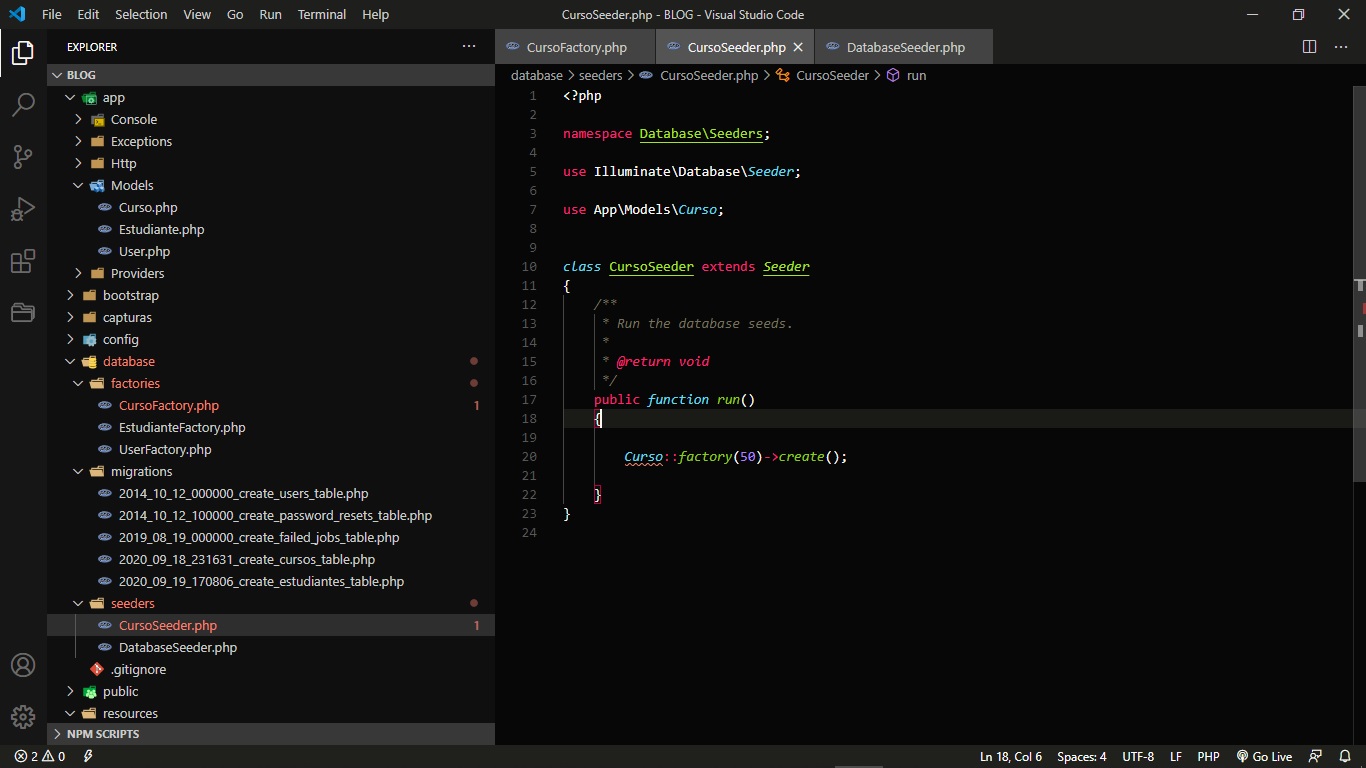 File Edit Selection View Go Run Terminal Help CursoSeeder.php - BLOG - Visual Studio Code
EXPLORER
BLOG
app
Console
Exceptions
Http
Models
Curso.php
Estudiante.php
User.php
Providers
bootstrap
capturas
config
database
factories
CursoFactory.php 1
EstudianteFactory.php
UserFactory.php
migrations
2014_10_12_000000_create_users_table.php
2014_10_12_100000_create_password_resets_table.php
2019_08_19_000000_create_failed_jobs_table.php
2020_09_18_231631_create_cursos_table.php
2020_09_19_170806_create_estudiantes_table.php
seeders
CursoSeeder.php 1
DatabaseSeeder.php
.gitignore
public
resources
NPM SCRIPTS
CursoFactory.php CursoSeeder.php DatabaseSeeder.php
database > seeders > CursoSeeder.php > CursoSeeder > run
1 <?php
2
3 namespace Database\Seeders;
4
5 use Illuminate\Database\Seeder;
6
7 use App\Models\Curso;
8
9
10 class CursoSeeder extends Seeder
11 {
12 /**
13 * Run the database seeds.
14 *
15 * @return void
16 */
17 public function run()
18 {
19
20 Curso::factory(50)->create();
21
22 }
23 }
24
2 0 Ln 18, Col 6 Spaces: 4 UTF-8 LF PHP Go Live